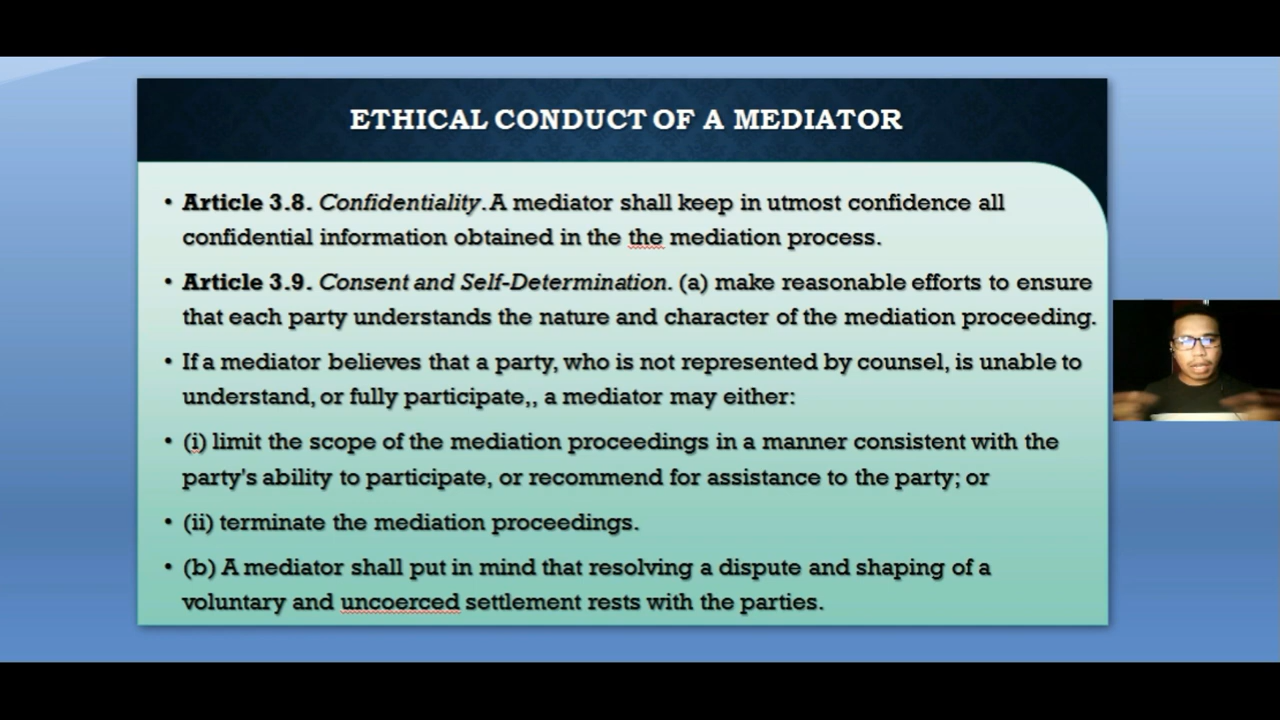 ETHICAL CONDUCT OF A MEDIATOR
• Article 3.8. Confidentiality. A mediator shall keep in utmost confidence all
confidential information obtained in the the mediation process.
• Article 3.9. Consent and Self-Determination. (a) make reasonable efforts to ensure
that each party understands the nature and character of the mediation proceeding.
• If a mediator believes that a party, who is not represented by counsel, is unable to
understand, or fully participate,, a mediator may either:
• (i) limit the scope of the mediation proceedings in a manner consistent with the
party's ability to participate, or recommend for assistance to the party; or
• (ii) terminate the mediation proceedings.
• (b) A mediator shall put in mind that resolving a dispute and shaping of a
voluntary and uncoerced settlement rests with the parties.